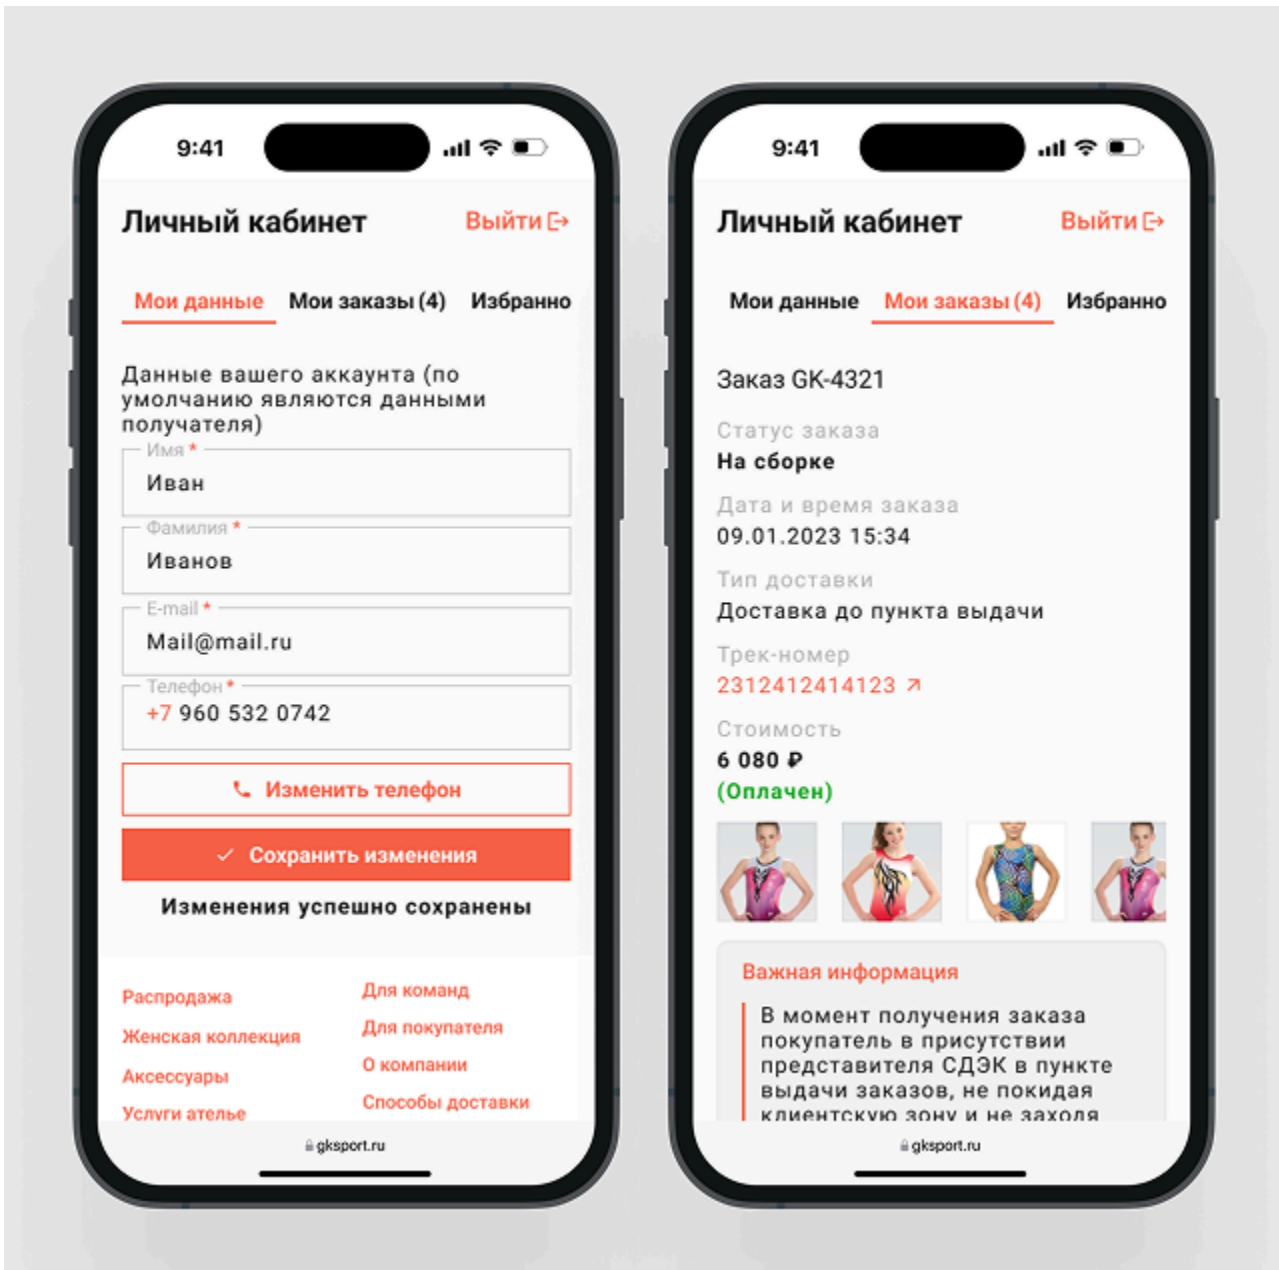 9:41
Личный кабинет
Выйти
Мои данные Мои заказы (4) Избранно
Данные вашего аккаунта (по
умолчанию являются данными
получателя)
Имя *
Иван
Фамилия *
Иванов
E-mail *
Mail@mail.ru
Телефон *
+7 960 532 0742
Изменить телефон
Сохранить изменения
Изменения успешно сохранены
Распродажа
Женская коллекция
Аксессуары
Услуги ателье
Для команд
Для покупателя
О компании
Способы доставки
gksport.ru
9:41
Личный кабинет
Выйти
Мои данные Мои заказы (4) Избранно
Заказ GK-4321
Статус заказа
На сборке
Дата и время заказа
09.01.2023 15:34
Тип доставки
Доставка до пункта выдачи
Трек-номер
2312412414123
Стоимость
6 080 ₽
(Оплачен)
Важная информация
В момент получения заказа
покупатель в присутствии
представителя СДЭК в пункте
выдачи заказов, не покидая
клиентскую зону и не заходя
gksport.ru